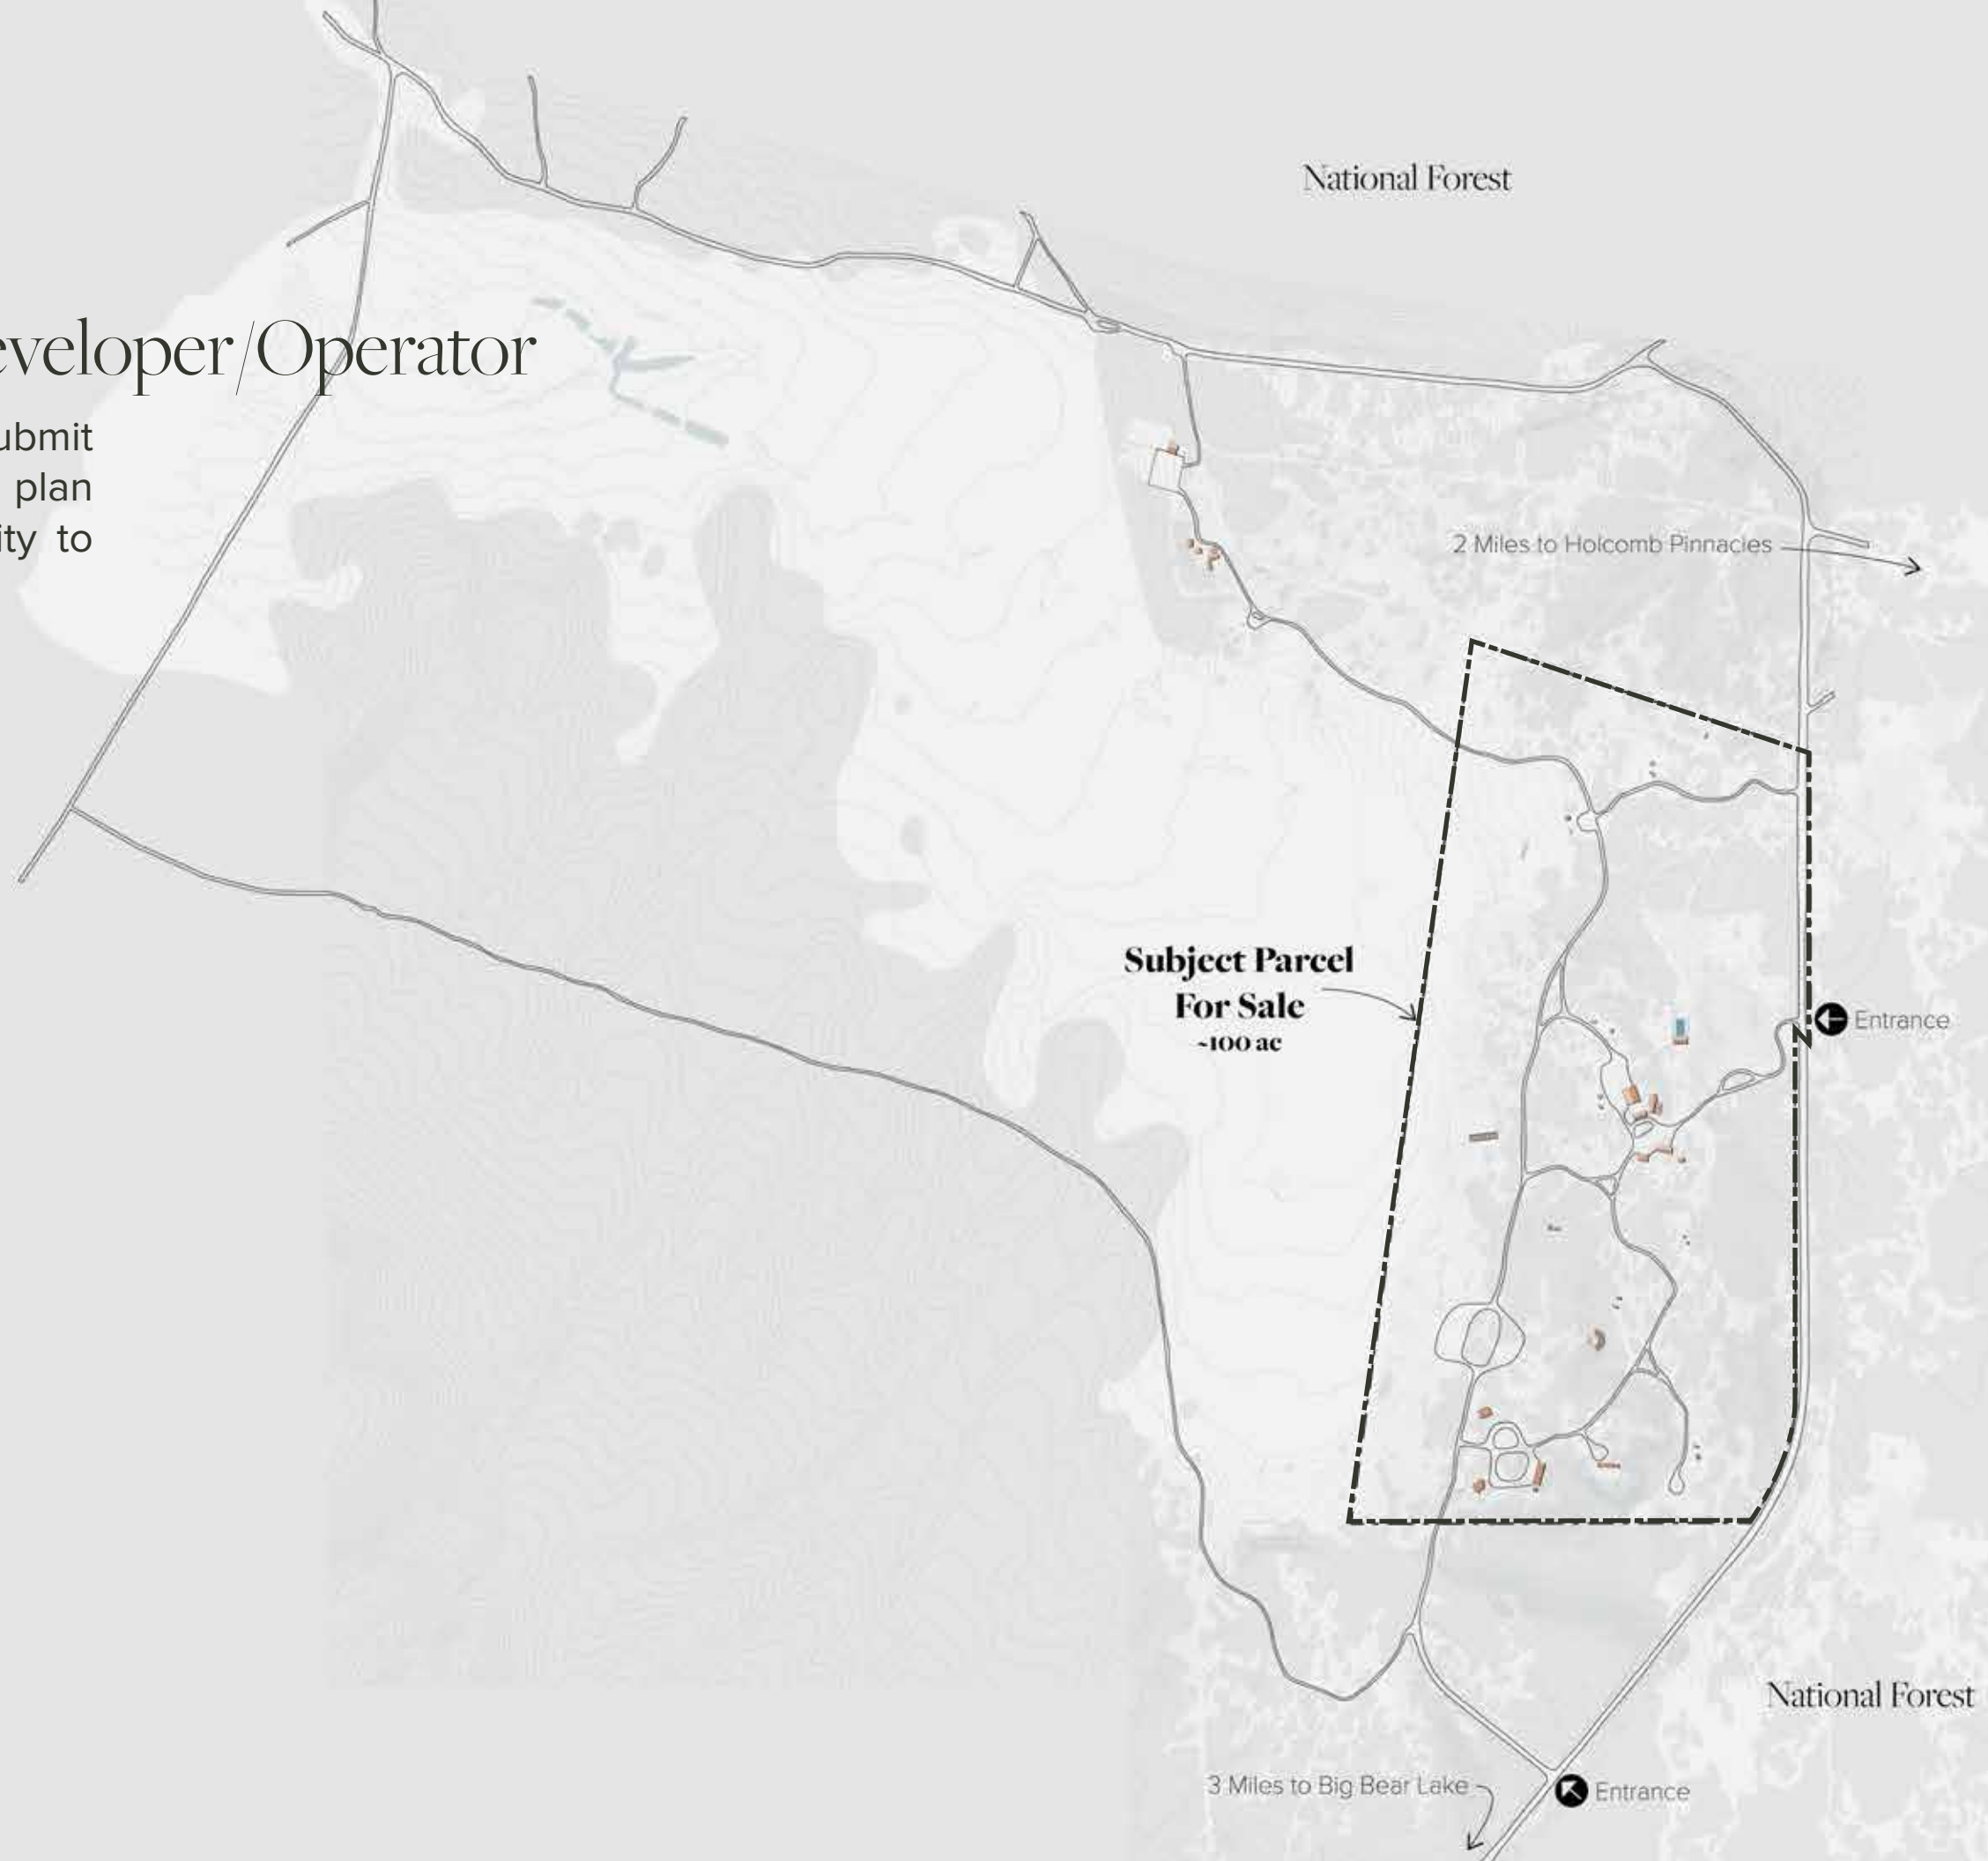 National Forest
eveloper/Operator
ubmit
plan
ity to
2 Miles to Holcomb Pinnacies
Subject Parcel
For Sale
~100 ac
Entrance
National Forest
3 Miles to Big Bear Lake
Entrance